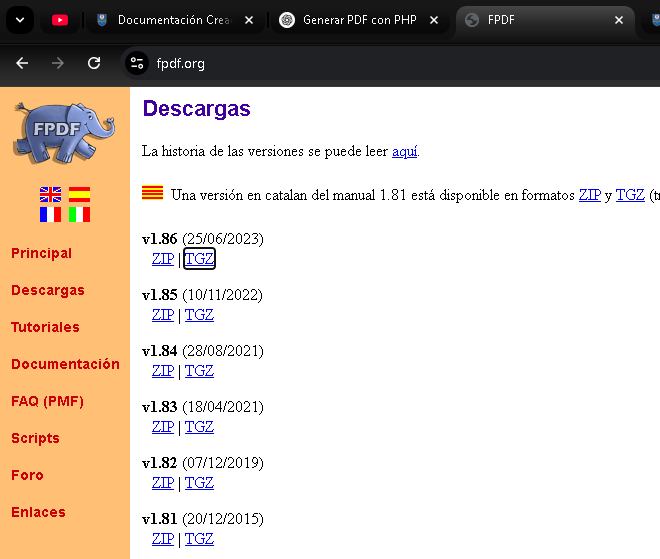 Documentación Crea
Generar PDF con PHP
FPDF
fpdf.org
FPDF
Descargas
La historia de las versiones se puede leer aquí.
Una versión en catalan del manual 1.81 está disponible en formatos ZIP y TGZ (t
v1.86 (25/06/2023)
ZIP | TGZ
v1.85 (10/11/2022)
ZIP | TGZ
v1.84 (28/08/2021)
ZIP | TGZ
v1.83 (18/04/2021)
ZIP | TGZ
v1.82 (07/12/2019)
ZIP | TGZ
v1.81 (20/12/2015)
ZIP | TGZ
Principal
Descargas
Tutoriales
Documentación
FAQ (PMF)
Scripts
Foro
Enlaces